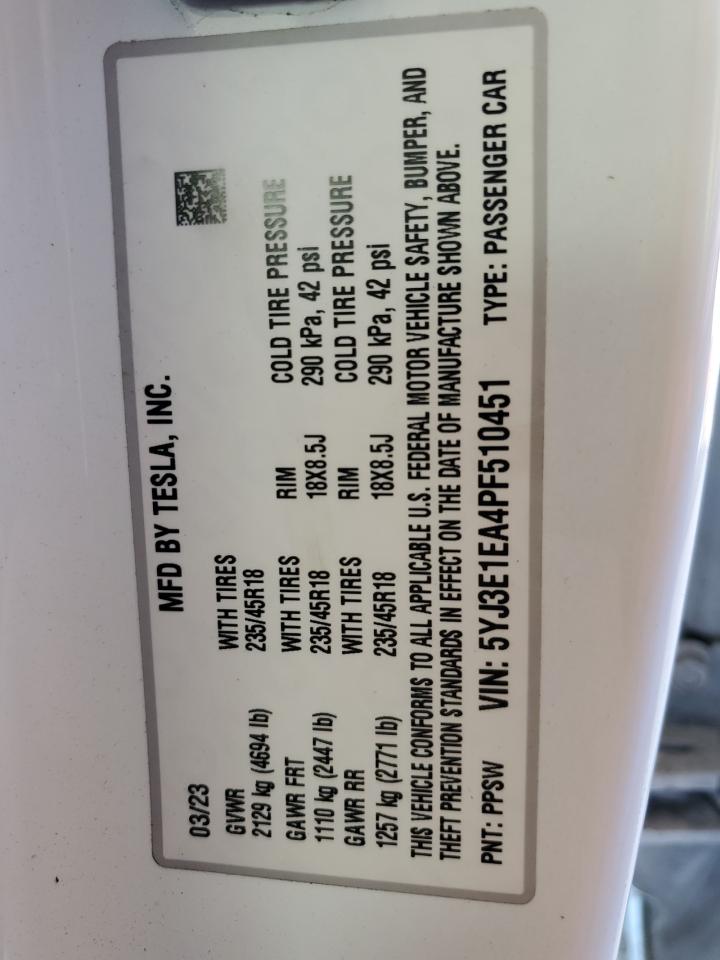 MFD BY TESLA, INC.
03/23
GVWR WITH TIRES
2129 kg (4694 lb) 235/45R18
GAWR FRT WITH TIRES RIM COLD TIRE PRESSURE
1110 kg (2447 lb) 235/45R18 18X8.5J 290 kPa, 42 psi
GAWR RR WITH TIRES RIM COLD TIRE PRESSURE
1257 kg (2771 lb) 235/45R18 18X8.5J 290 kPa, 42 psi
THIS VEHICLE CONFORMS TO ALL APPLICABLE U.S. FEDERAL MOTOR VEHICLE SAFETY, BUMPER, AND
THEFT PREVENTION STANDARDS IN EFFECT ON THE DATE OF MANUFACTURE SHOWN ABOVE.
PNT: PPSW VIN: 5YJ3E1EA4PF510451 TYPE: PASSENGER CAR